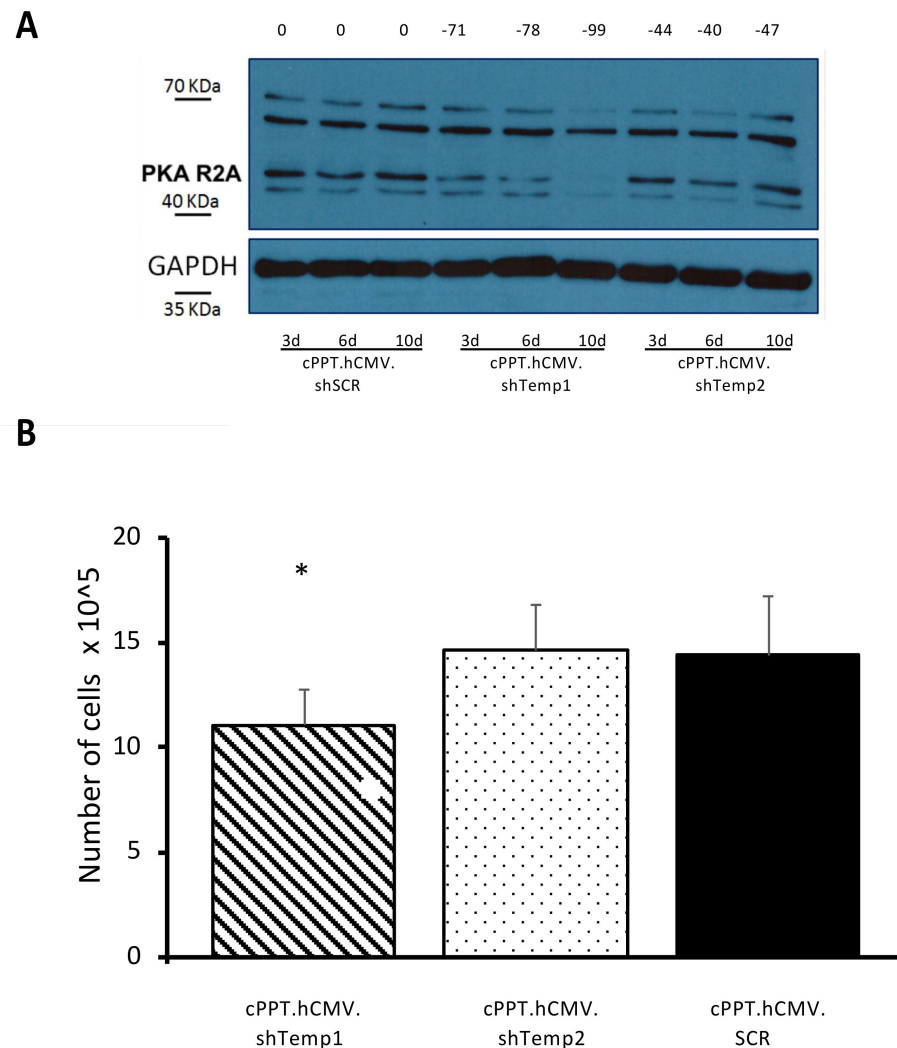 A
0 0 0 -71 -78 -99 -44 -40 -47
70 KDa
PKA R2A
40 KDa
GAPDH
35 KDa
3d 6d 10d 3d 6d 10d 3d 6d 10d
cPPT.hCMV. cPPT.hCMV. cPPT.hCMV.
shSCR shTemp1 shTemp2
B
20
*
15
10
5
0
Number of cells x 10^5
cPPT.hCMV. cPPT.hCMV. cPPT.hCMV.
shTemp1 shTemp2 SCR